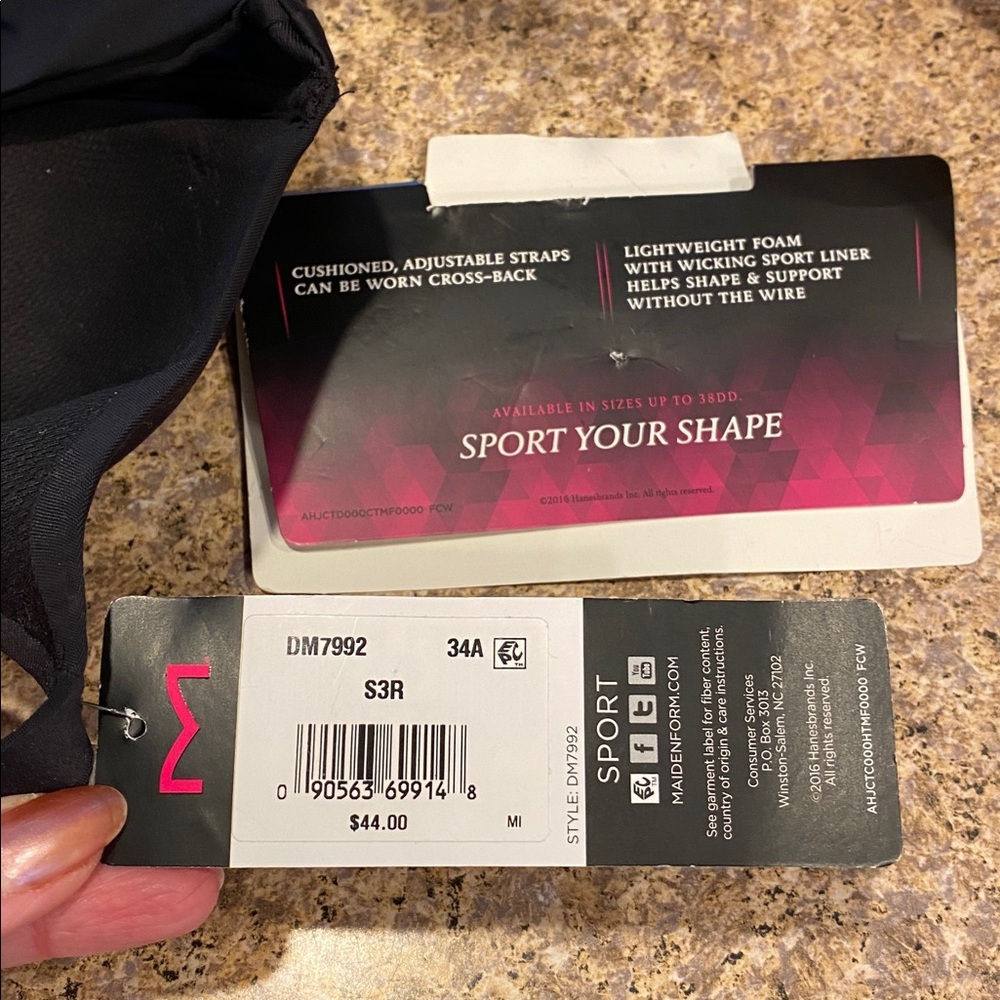 CUSHIONED, ADJUSTABLE STRAPS
CAN BE WORN CROSS-BACK
LIGHTWEIGHT FOAM
WITH WICKING SPORT LINER
HELPS SHAPE & SUPPORT
WITHOUT THE WIRE
AVAILABLE IN SIZES UP TO 38DD.
SPORT YOUR SHAPE
©2016 Hanesbrands Inc. All rights reserved.
AHJCTD000CTMF0000 FCW
DM7992 34A EPC™
S3R
0 90563 69914 8
$44.00 MI
STYLE: DM7992
SPORT
EPC™ f t You Tube
MAIDENFORM.COM
See garment label for fiber content,
country of origin & care instructions.
Consumer Services
P.O. Box 3013
Winston-Salem, NC 27102
©2016 Hanesbrands Inc.
All rights reserved.
AHJCTC000HTMF0000 FCW